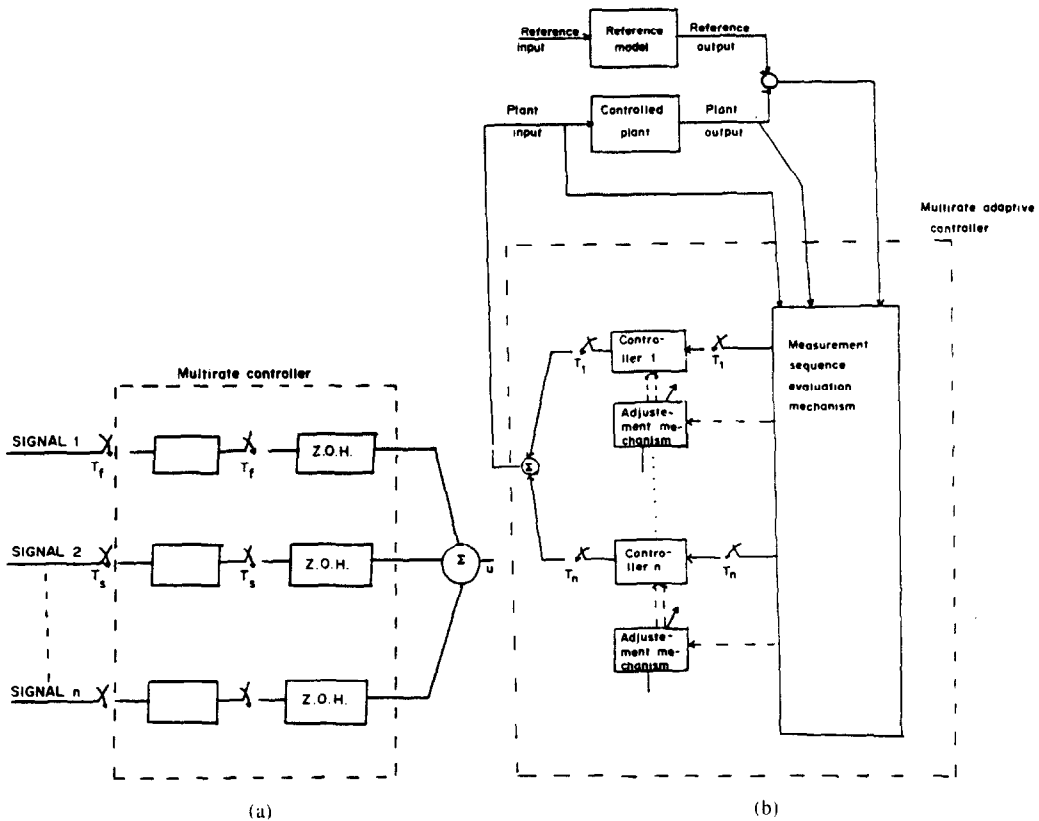 Multirate controller
SIGNAL 1
T_f
T_f
Z.O.H.
SIGNAL 2
T_s
T_s
Z.O.H.
Σ
u
SIGNAL n
Z.O.H.
(a)
Reference
input
Reference
model
Reference
output
Plant
input
Controlled
plant
Plant
output
Multirate adaptive
controller
T_1
Contro-
ller 1
T_1
Measurement
sequence
evaluation
mechanism
Adjuste-
ment me-
chanism
Σ
T_n
Contro-
ller n
T_n
Adjuste-
ment me-
chanism
(b)